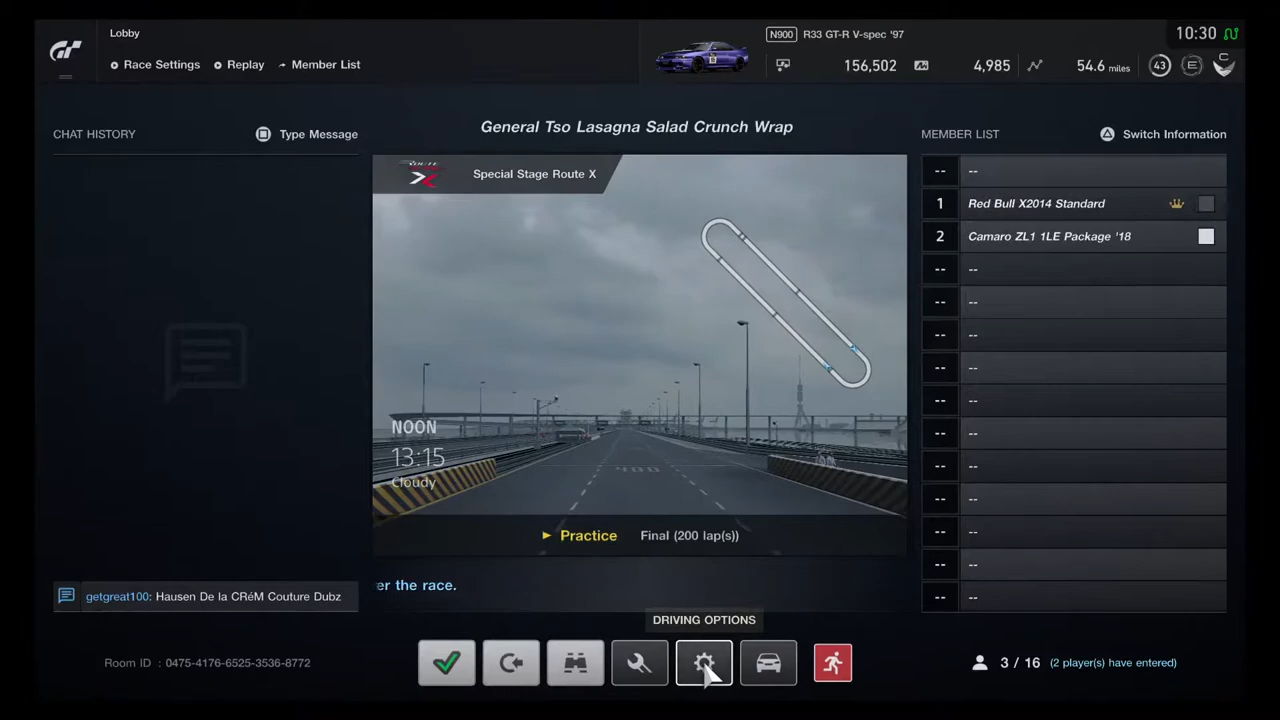 Lobby
Race Settings
Replay
Member List
N900 R33 GT-R V-spec '97
156,502
4,985
54.6 miles
43
E
C
10:30
CHAT HISTORY
Type Message
General Tso Lasagna Salad Crunch Wrap
MEMBER LIST
Switch Information
Special Stage Route X
-- --
1 Red Bull X2014 Standard
2 Camaro ZL1 1LE Package '18
-- --
-- --
-- --
-- --
-- --
-- --
-- --
-- --
-- --
-- --
-- --
NOON
13:15
Cloudy
Practice Final (200 lap(s))
er the race.
getgreat100: Hausen De la CRéM Couture Dubz
DRIVING OPTIONS
Room ID : 0475-4176-6525-3536-8772
3 / 16 (2 player(s) have entered)